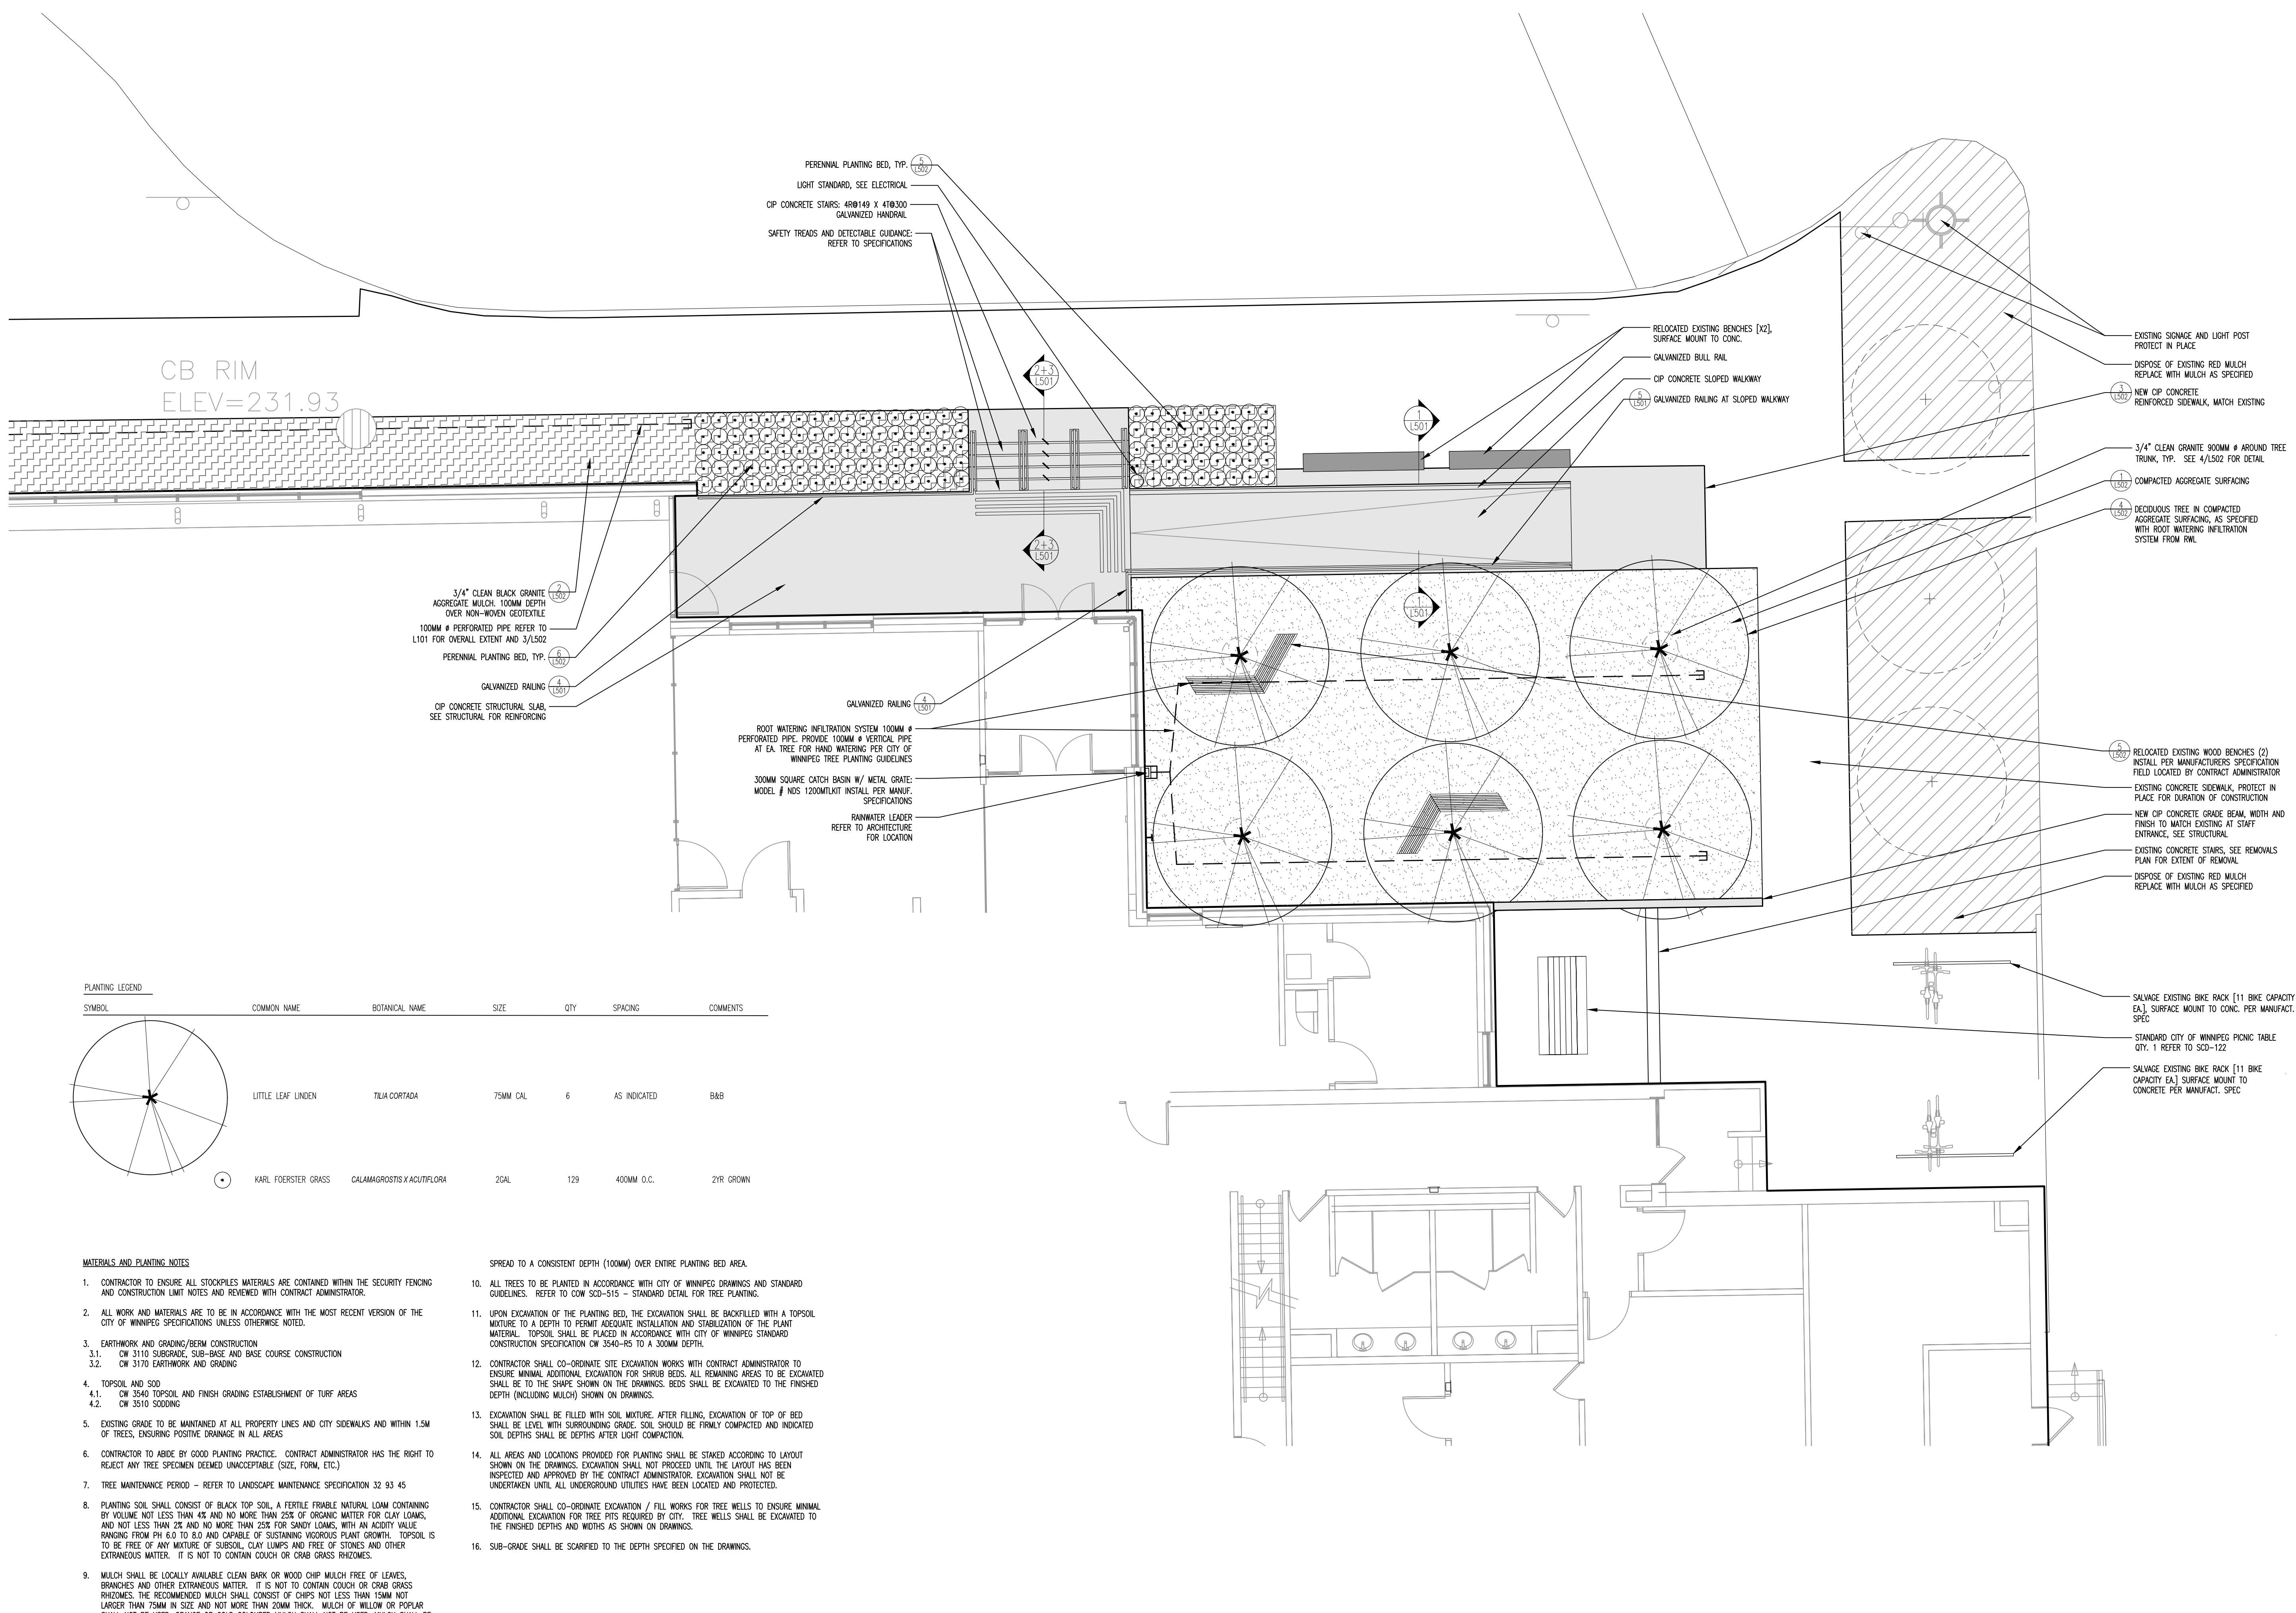 PERENNIAL PLANTING BED, TYP.
5
L502
LIGHT STANDARD, SEE ELECTRICAL
CIP CONCRETE STAIRS: 4R@149 X 4T@300
GALVANIZED HANDRAIL
SAFETY TREADS AND DETECTABLE GUIDANCE:
REFER TO SPECIFICATIONS
CB RIM
ELEV=231.93
2+3
L501
2+3
L501
1
L501
1
L501
RELOCATED EXISTING BENCHES [X2],
SURFACE MOUNT TO CONC.
GALVANIZED BULL RAIL
CIP CONCRETE SLOPED WALKWAY
5
L501
GALVANIZED RAILING AT SLOPED WALKWAY
EXISTING SIGNAGE AND LIGHT POST
PROTECT IN PLACE
DISPOSE OF EXISTING RED MULCH
REPLACE WITH MULCH AS SPECIFIED
3
L502
NEW CIP CONCRETE
REINFORCED SIDEWALK, MATCH EXISTING
3/4" CLEAN GRANITE 900MM ø AROUND TREE
TRUNK, TYP. SEE 4/L502 FOR DETAIL
1
L502
COMPACTED AGGREGATE SURFACING
4
L502
DECIDUOUS TREE IN COMPACTED
AGGREGATE SURFACING, AS SPECIFIED
WITH ROOT WATERING INFILTRATION
SYSTEM FROM RWL
3/4" CLEAN BLACK GRANITE
AGGREGATE MULCH. 100MM DEPTH
OVER NON-WOVEN GEOTEXTILE
2
L502
100MM ø PERFORATED PIPE REFER TO
L101 FOR OVERALL EXTENT AND 3/L502
PERENNIAL PLANTING BED, TYP.
6
L502
GALVANIZED RAILING
4
L501
CIP CONCRETE STRUCTURAL SLAB,
SEE STRUCTURAL FOR REINFORCING
GALVANIZED RAILING
4
L501
ROOT WATERING INFILTRATION SYSTEM 100MM ø
PERFORATED PIPE. PROVIDE 100MM ø VERTICAL PIPE
AT EA. TREE FOR HAND WATERING PER CITY OF
WINNIPEG TREE PLANTING GUIDELINES
300MM SQUARE CATCH BASIN W/ METAL GRATE:
MODEL # NDS 1200MTLKIT INSTALL PER MANUF.
SPECIFICATIONS
RAINWATER LEADER
REFER TO ARCHITECTURE
FOR LOCATION
5
L502
RELOCATED EXISTING WOOD BENCHES (2)
INSTALL PER MANUFACTURERS SPECIFICATION
FIELD LOCATED BY CONTRACT ADMINISTRATOR
EXISTING CONCRETE SIDEWALK, PROTECT IN
PLACE FOR DURATION OF CONSTRUCTION
NEW CIP CONCRETE GRADE BEAM, WIDTH AND
FINISH TO MATCH EXISTING AT STAFF
ENTRANCE, SEE STRUCTURAL
EXISTING CONCRETE STAIRS, SEE REMOVALS
PLAN FOR EXTENT OF REMOVAL
DISPOSE OF EXISTING RED MULCH
REPLACE WITH MULCH AS SPECIFIED
SALVAGE EXISTING BIKE RACK [11 BIKE CAPACITY
EA.], SURFACE MOUNT TO CONC. PER MANUFACT.
SPEC
STANDARD CITY OF WINNIPEG PICNIC TABLE
QTY. 1 REFER TO SCD-122
SALVAGE EXISTING BIKE RACK [11 BIKE
CAPACITY EA.] SURFACE MOUNT TO
CONCRETE PER MANUFACT. SPEC
PLANTING LEGEND
SYMBOL COMMON NAME BOTANICAL NAME SIZE QTY SPACING COMMENTS
LITTLE LEAF LINDEN TILIA CORTADA 75MM CAL 6 AS INDICATED B&B
KARL FOERSTER GRASS CALAMAGROSTIS X ACUTIFLORA 2GAL 129 400MM O.C. 2YR GROWN
MATERIALS AND PLANTING NOTES
1. CONTRACTOR TO ENSURE ALL STOCKPILES MATERIALS ARE CONTAINED WITHIN THE SECURITY FENCING
AND CONSTRUCTION LIMIT NOTES AND REVIEWED WITH CONTRACT ADMINISTRATOR.
2. ALL WORK AND MATERIALS ARE TO BE IN ACCORDANCE WITH THE MOST RECENT VERSION OF THE
CITY OF WINNIPEG SPECIFICATIONS UNLESS OTHERWISE NOTED.
3. EARTHWORK AND GRADING/BERM CONSTRUCTION
3.1. CW 3110 SUBGRADE, SUB-BASE AND BASE COURSE CONSTRUCTION
3.2. CW 3170 EARTHWORK AND GRADING
4. TOPSOIL AND SOD
4.1. CW 3540 TOPSOIL AND FINISH GRADING ESTABLISHMENT OF TURF AREAS
4.2. CW 3510 SODDING
5. EXISTING GRADE TO BE MAINTAINED AT ALL PROPERTY LINES AND CITY SIDEWALKS AND WITHIN 1.5M
OF TREES, ENSURING POSITIVE DRAINAGE IN ALL AREAS
6. CONTRACTOR TO ABIDE BY GOOD PLANTING PRACTICE. CONTRACT ADMINISTRATOR HAS THE RIGHT TO
REJECT ANY TREE SPECIMEN DEEMED UNACCEPTABLE (SIZE, FORM, ETC.)
7. TREE MAINTENANCE PERIOD - REFER TO LANDSCAPE MAINTENANCE SPECIFICATION 32 93 45
8. PLANTING SOIL SHALL CONSIST OF BLACK TOP SOIL, A FERTILE FRIABLE NATURAL LOAM CONTAINING
BY VOLUME NOT LESS THAN 4% AND NO MORE THAN 25% OF ORGANIC MATTER FOR CLAY LOAMS,
AND NOT LESS THAN 2% AND NO MORE THAN 25% FOR SANDY LOAMS, WITH AN ACIDITY VALUE
RANGING FROM PH 6.0 TO 8.0 AND CAPABLE OF SUSTAINING VIGOROUS PLANT GROWTH. TOPSOIL IS
TO BE FREE OF ANY MIXTURE OF SUBSOIL, CLAY LUMPS AND FREE OF STONES AND OTHER
EXTRANEOUS MATTER. IT IS NOT TO CONTAIN COUCH OR CRAB GRASS RHIZOMES.
9. MULCH SHALL BE LOCALLY AVAILABLE CLEAN BARK OR WOOD CHIP MULCH FREE OF LEAVES,
BRANCHES AND OTHER EXTRANEOUS MATTER. IT IS NOT TO CONTAIN COUCH OR CRAB GRASS
RHIZOMES. THE RECOMMENDED MULCH SHALL CONSIST OF CHIPS NOT LESS THAN 15MM NOT
LARGER THAN 75MM IN SIZE AND NOT MORE THAN 20MM THICK. MULCH OF WILLOW OR POPLAR
SPREAD TO A CONSISTENT DEPTH (100MM) OVER ENTIRE PLANTING BED AREA.
10. ALL TREES TO BE PLANTED IN ACCORDANCE WITH CITY OF WINNIPEG DRAWINGS AND STANDARD
GUIDELINES. REFER TO COW SCD-515 - STANDARD DETAIL FOR TREE PLANTING.
11. UPON EXCAVATION OF THE PLANTING BED, THE EXCAVATION SHALL BE BACKFILLED WITH A TOPSOIL
MIXTURE TO A DEPTH TO PERMIT ADEQUATE INSTALLATION AND STABILIZATION OF THE PLANT
MATERIAL. TOPSOIL SHALL BE PLACED IN ACCORDANCE WITH CITY OF WINNIPEG STANDARD
CONSTRUCTION SPECIFICATION CW 3540-R5 TO A 300MM DEPTH.
12. CONTRACTOR SHALL CO-ORDINATE SITE EXCAVATION WORKS WITH CONTRACT ADMINISTRATOR TO
ENSURE MINIMAL ADDITIONAL EXCAVATION FOR SHRUB BEDS. ALL REMAINING AREAS TO BE EXCAVATED
SHALL BE TO THE SHAPE SHOWN ON THE DRAWINGS. BEDS SHALL BE EXCAVATED TO THE FINISHED
DEPTH (INCLUDING MULCH) SHOWN ON DRAWINGS.
13. EXCAVATION SHALL BE FILLED WITH SOIL MIXTURE. AFTER FILLING, EXCAVATION OF TOP OF BED
SHALL BE LEVEL WITH SURROUNDING GRADE. SOIL SHOULD BE FIRMLY COMPACTED AND INDICATED
SOIL DEPTHS SHALL BE DEPTHS AFTER LIGHT COMPACTION.
14. ALL AREAS AND LOCATIONS PROVIDED FOR PLANTING SHALL BE STAKED ACCORDING TO LAYOUT
SHOWN ON THE DRAWINGS. EXCAVATION SHALL NOT PROCEED UNTIL THE LAYOUT HAS BEEN
INSPECTED AND APPROVED BY THE CONTRACT ADMINISTRATOR. EXCAVATION SHALL NOT BE
UNDERTAKEN UNTIL ALL UNDERGROUND UTILITIES HAVE BEEN LOCATED AND PROTECTED.
15. CONTRACTOR SHALL CO-ORDINATE EXCAVATION / FILL WORKS FOR TREE WELLS TO ENSURE MINIMAL
ADDITIONAL EXCAVATION FOR TREE PITS REQUIRED BY CITY. TREE WELLS SHALL BE EXCAVATED TO
THE FINISHED DEPTHS AND WIDTHS AS SHOWN ON DRAWINGS.
16. SUB-GRADE SHALL BE SCARIFIED TO THE DEPTH SPECIFIED ON THE DRAWINGS.